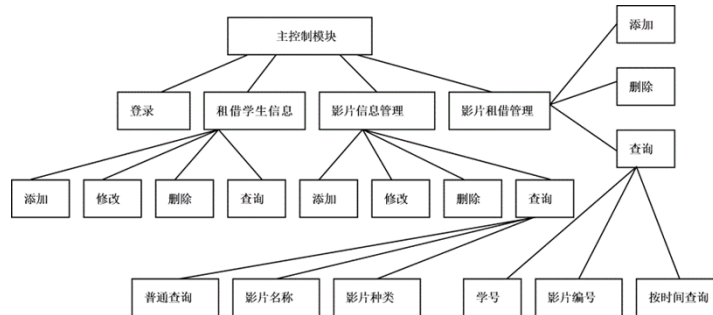 主控制模块
添加
删除
登录
租借学生信息
影片信息管理
影片租借管理
查询
添加
修改
删除
查询
添加
修改
删除
查询
普通查询
影片名称
影片种类
学号
影片编号
按时间查询